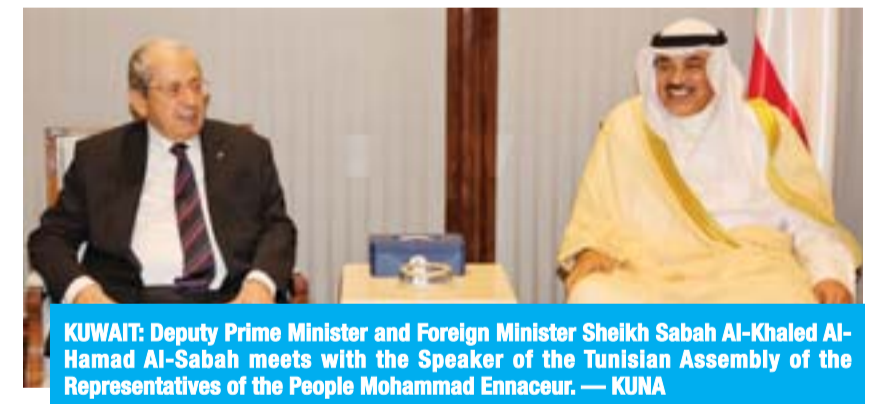 KUWAIT: Deputy Prime Minister and Foreign Minister Sheikh Sabah Al-Khaled Al-
Hamad Al-Sabah meets with the Speaker of the Tunisian Assembly of the
Representatives of the People Mohammad Ennaceur. — KUNA